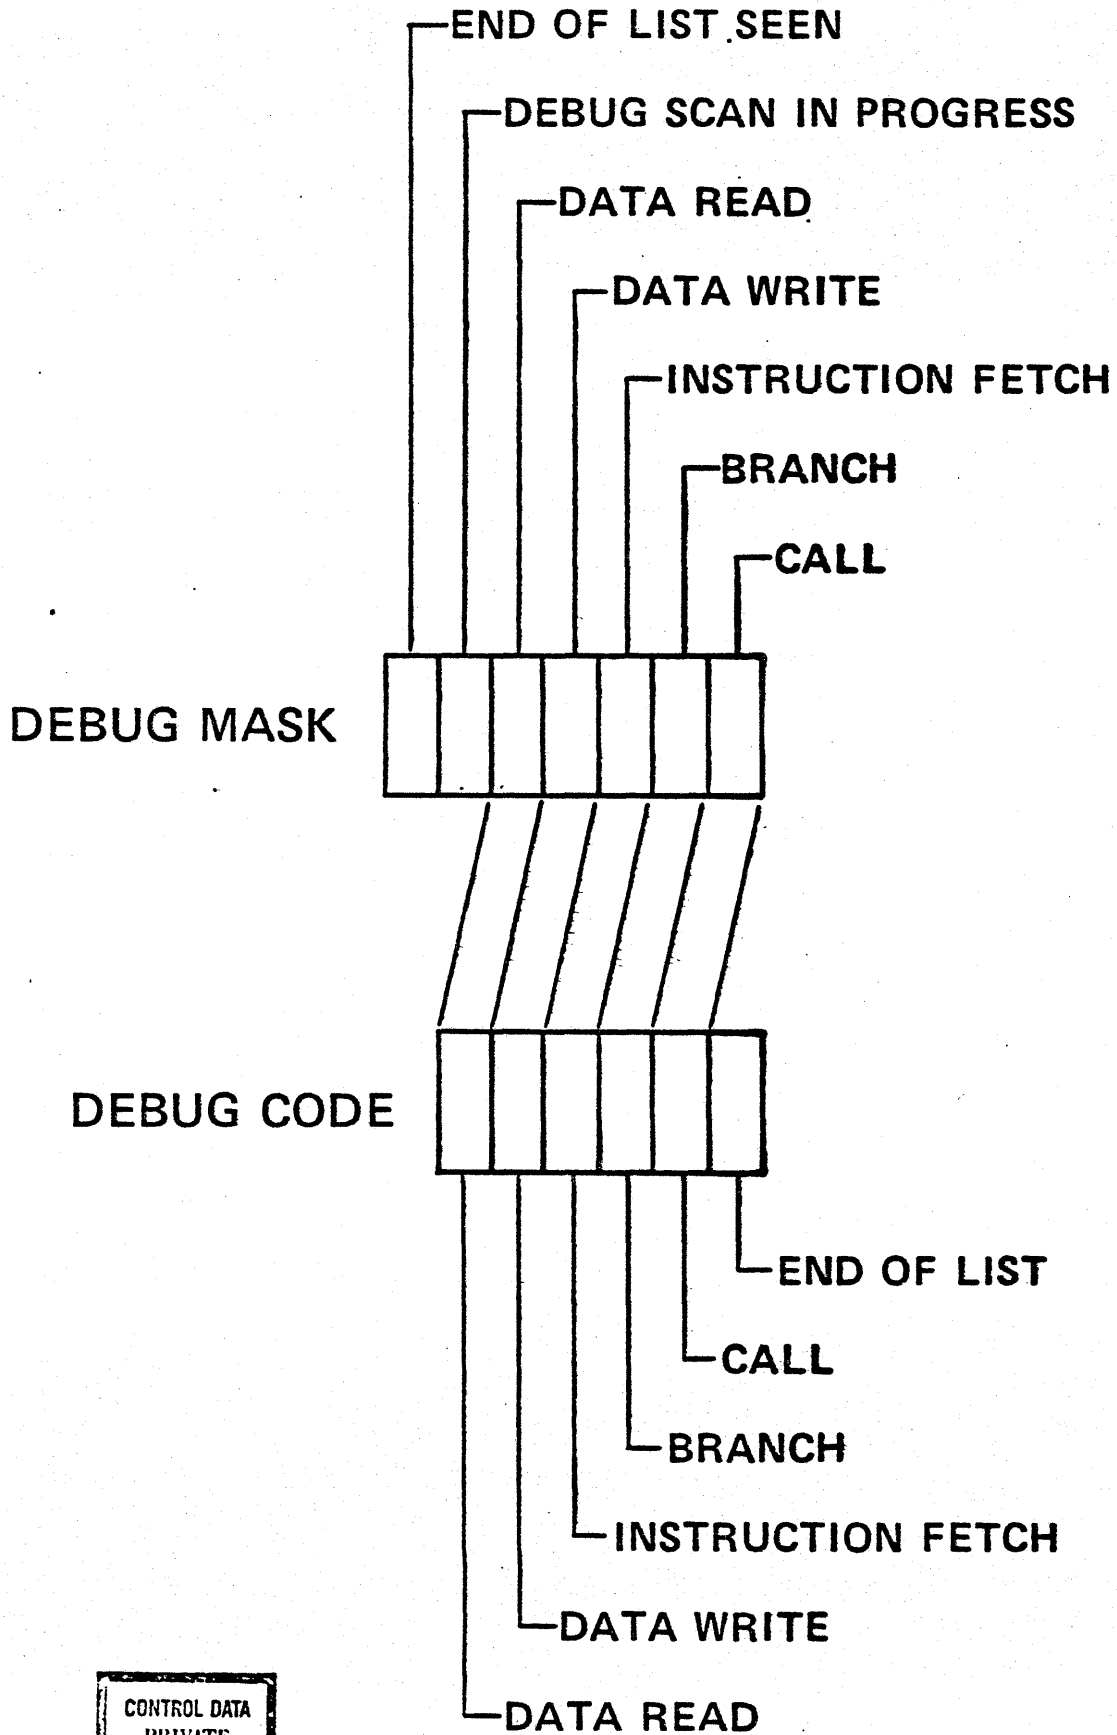 END OF LIST SEEN
DEBUG SCAN IN PROGRESS
DATA READ
DATA WRITE
INSTRUCTION FETCH
BRANCH
CALL
DEBUG MASK
DEBUG CODE
END OF LIST
CALL
BRANCH
INSTRUCTION FETCH
DATA WRITE
CONTROL DATA
PRIVATE
DATA READ